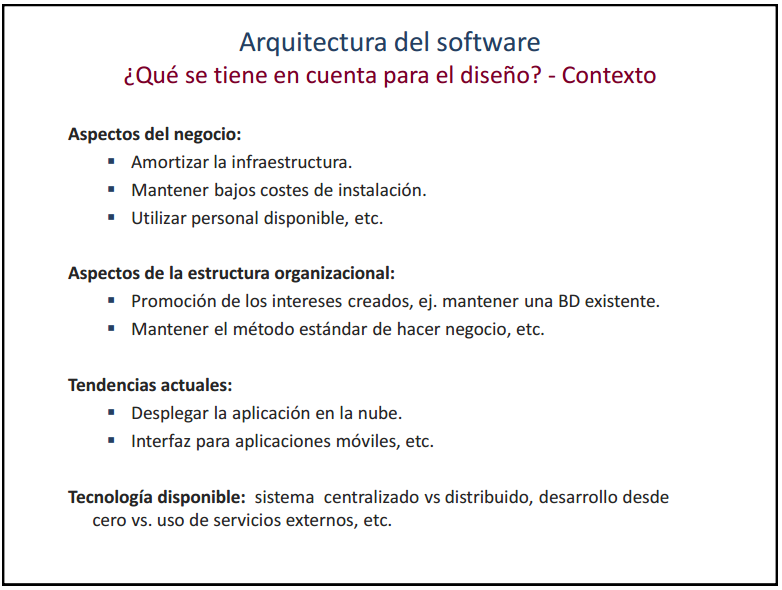 Arquitectura del software
¿Qué se tiene en cuenta para el diseño? - Contexto
Aspectos del negocio:
▪ Amortizar la infraestructura.
▪ Mantener bajos costes de instalación.
▪ Utilizar personal disponible, etc.
Aspectos de la estructura organizacional:
▪ Promoción de los intereses creados, ej. mantener una BD existente.
▪ Mantener el método estándar de hacer negocio, etc.
Tendencias actuales:
▪ Desplegar la aplicación en la nube.
▪ Interfaz para aplicaciones móviles, etc.
Tecnología disponible: sistema centralizado vs distribuido, desarrollo desde
cero vs. uso de servicios externos, etc.